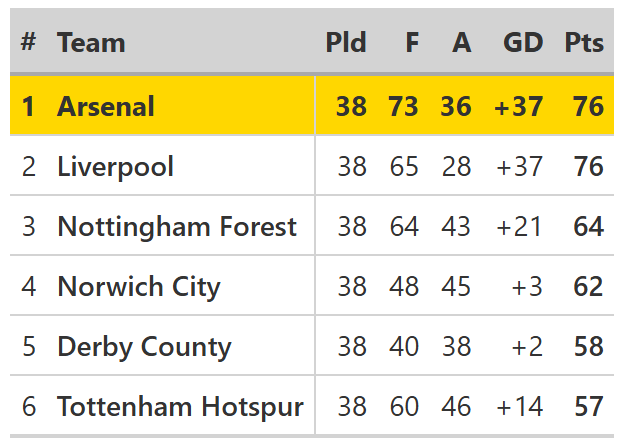 # Team Pld F A GD Pts
1 Arsenal 38 73 36 +37 76
2 Liverpool 38 65 28 +37 76
3 Nottingham Forest 38 64 43 +21 64
4 Norwich City 38 48 45 +3 62
5 Derby County 38 40 38 +2 58
6 Tottenham Hotspur 38 60 46 +14 57